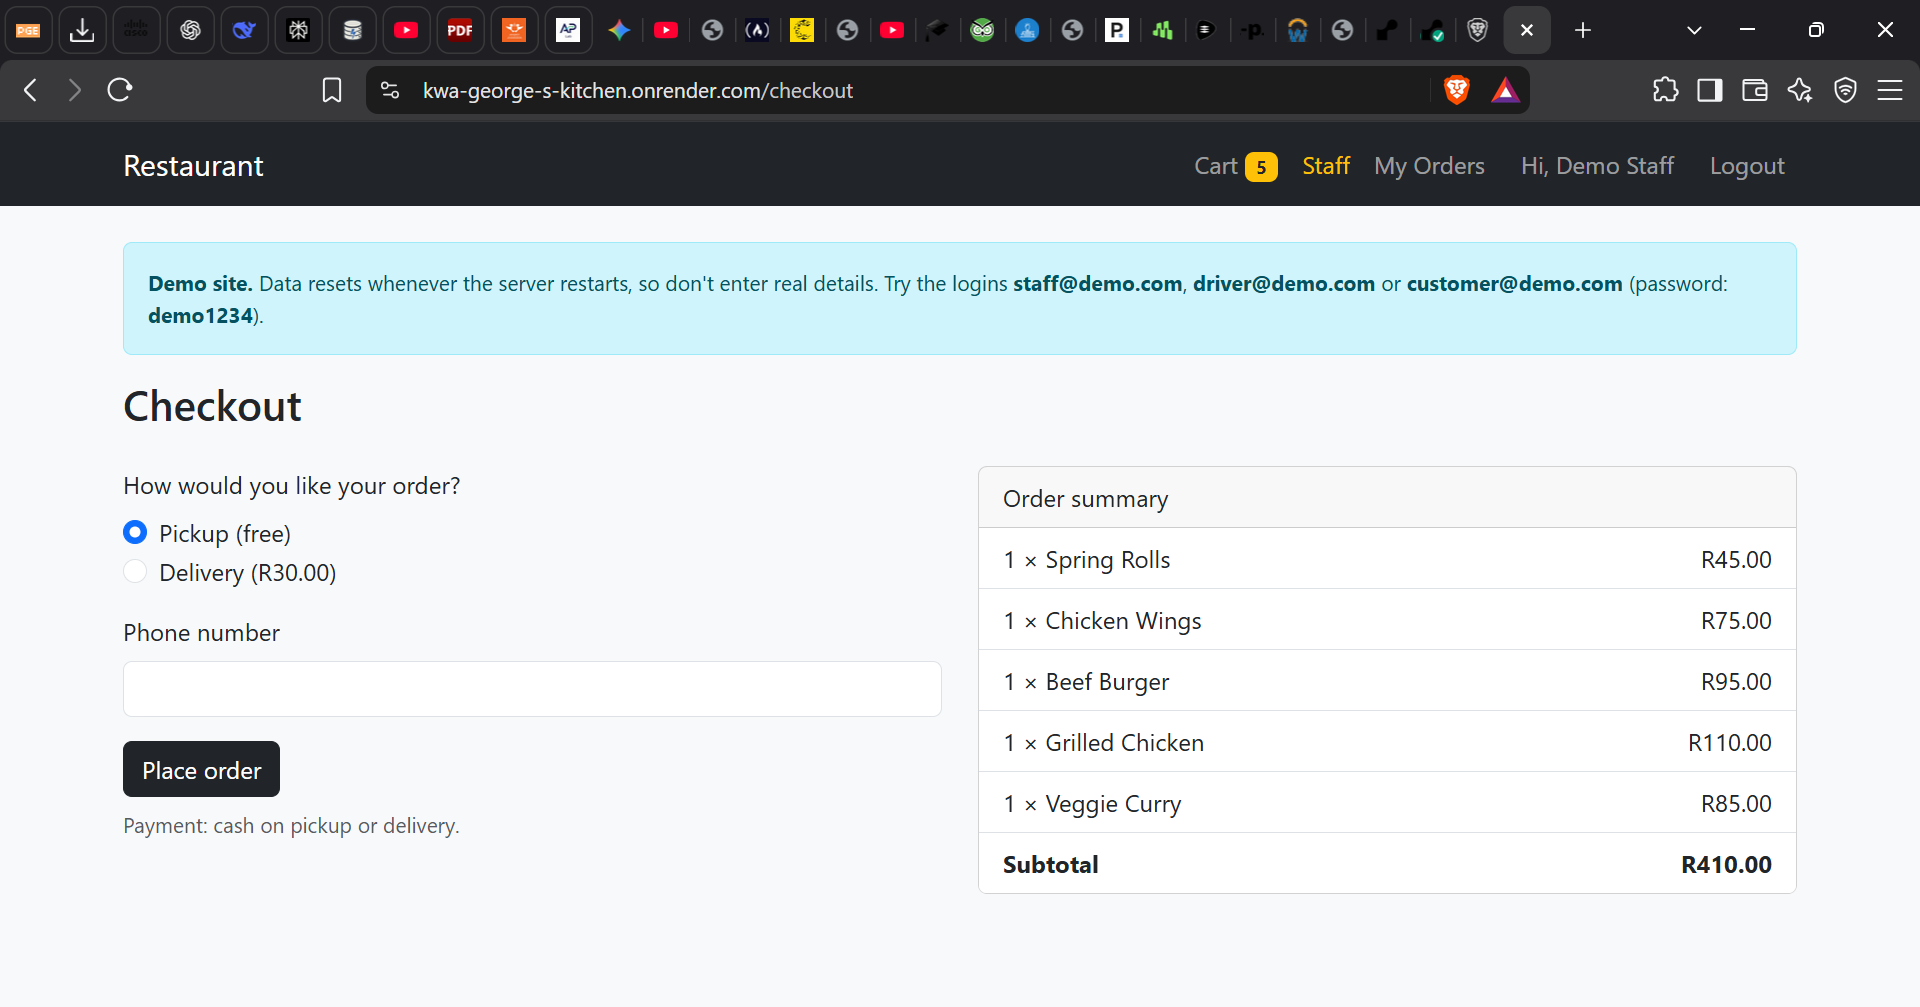 PGE
PDF
AP
P.
-p.
kwa-george-s-kitchen.onrender.com/checkout
Restaurant
Cart 5 Staff My Orders Hi, Demo Staff Logout
Demo site. Data resets whenever the server restarts, so don't enter real details. Try the logins staff@demo.com, driver@demo.com or customer@demo.com (password:
demo1234).
Checkout
How would you like your order?
Pickup (free)
Delivery (R30.00)
Phone number
Place order
Payment: cash on pickup or delivery.
Order summary
1 × Spring Rolls R45.00
1 × Chicken Wings R75.00
1 × Beef Burger R95.00
1 × Grilled Chicken R110.00
1 × Veggie Curry R85.00
Subtotal R410.00